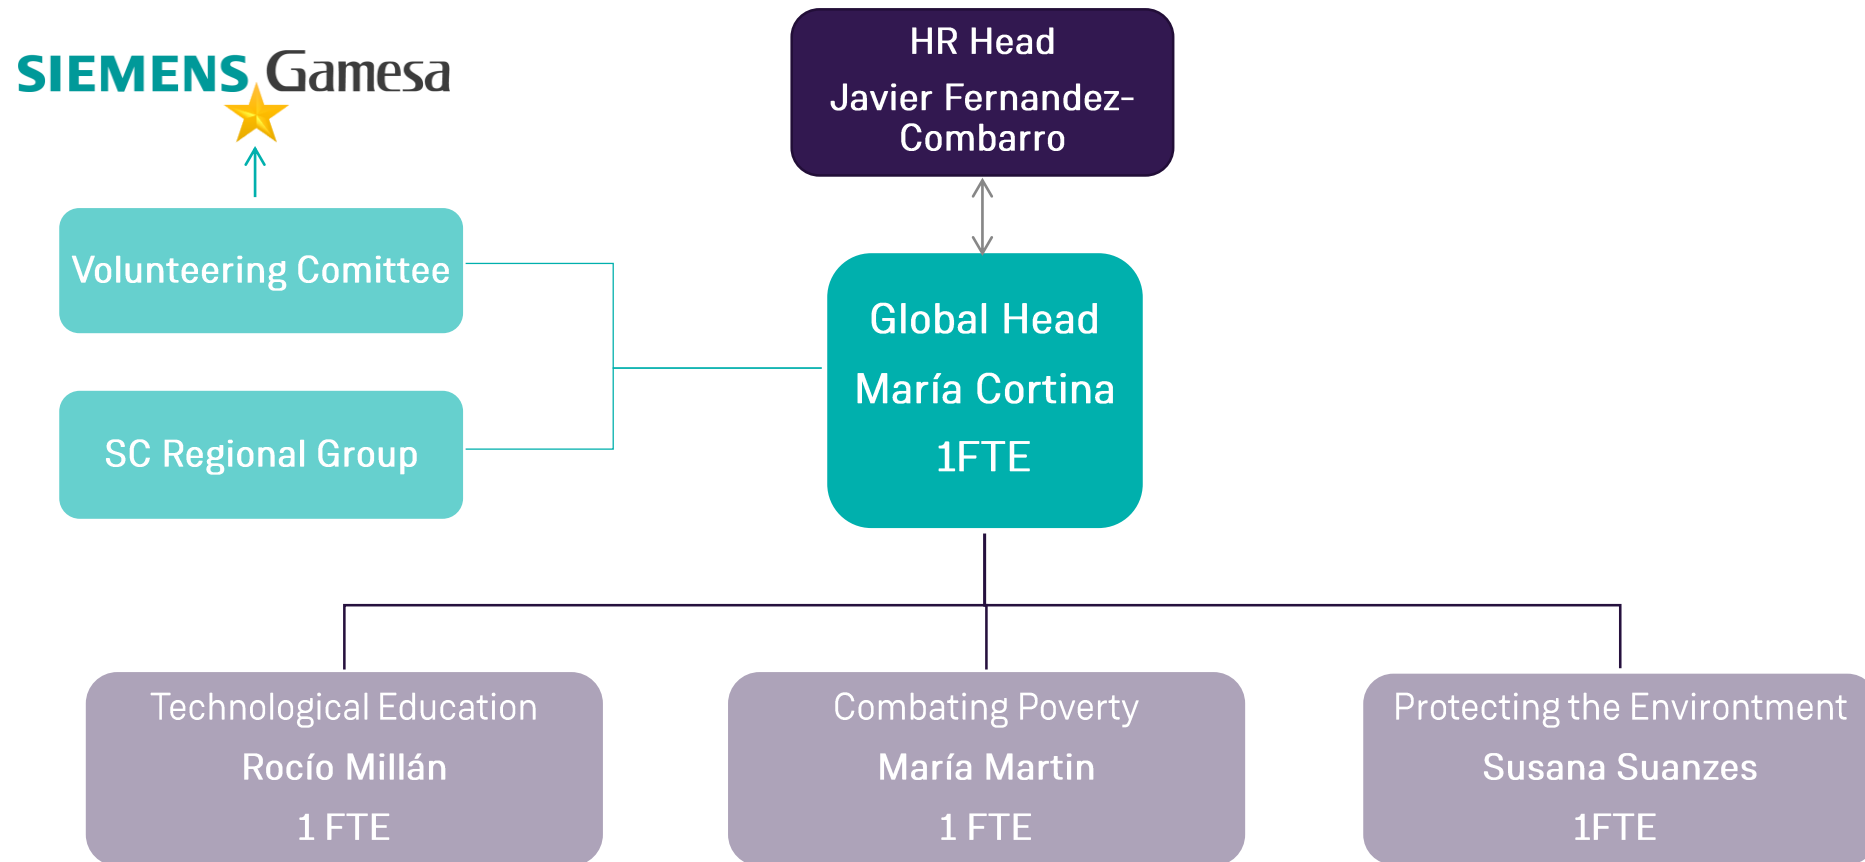 SIEMENS Gamesa
HR Head
Javier Fernandez-
Combarro
Volunteering Comittee
SC Regional Group
Global Head
María Cortina
1FTE
Technological Education
Rocío Millán
1 FTE
Combating Poverty
María Martin
1 FTE
Protecting the Environtment
Susana Suanzes
1FTE